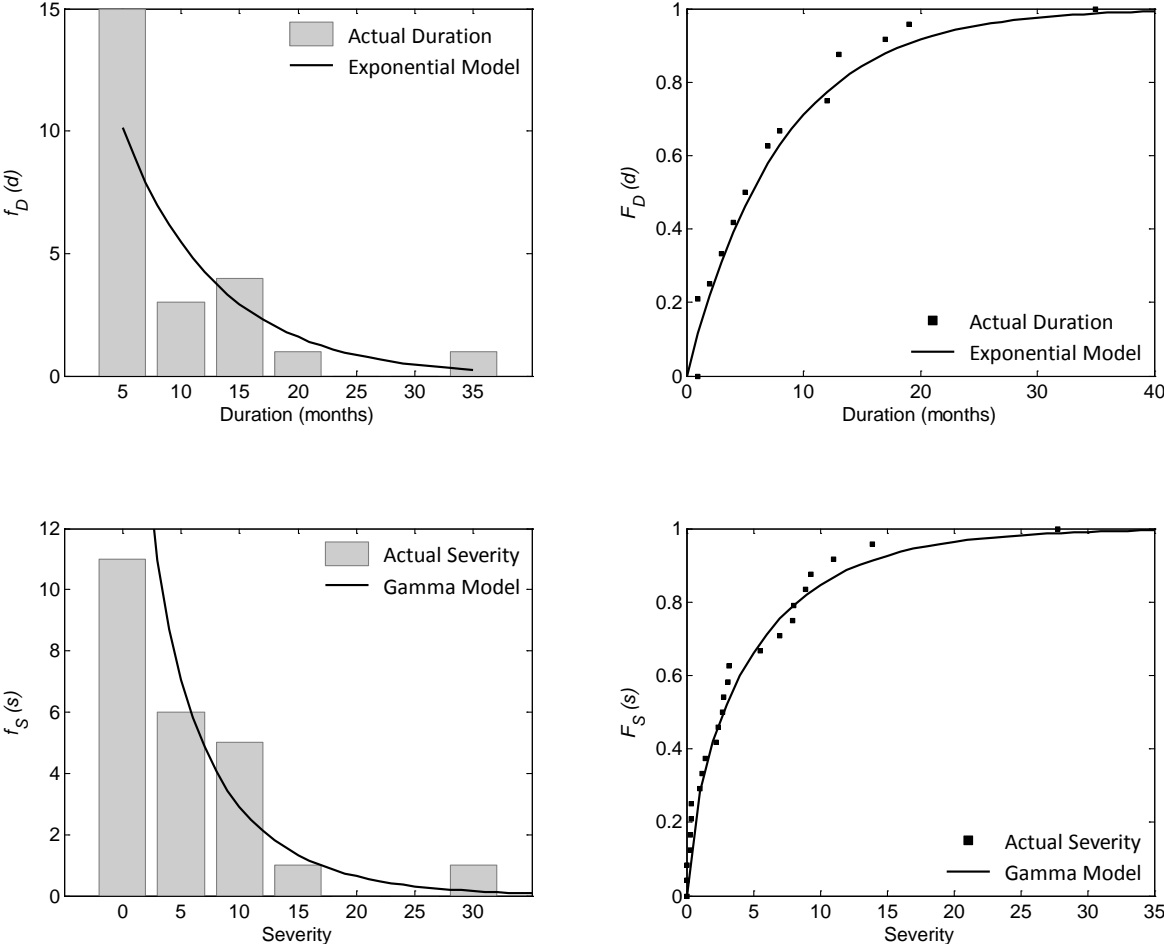 15
10
5
0
f_D (d)
Actual Duration
Exponential Model
5 10 15 20 25 30 35
Duration (months)
1
0.8
0.6
0.4
0.2
0
F_D (d)
Actual Duration
Exponential Model
0 10 20 30 40
Duration (months)
12
10
8
6
4
2
0
f_S (s)
Actual Severity
Gamma Model
0 5 10 15 20 25 30
Severity
1
0.8
0.6
0.4
0.2
0
F_S (s)
Actual Severity
Gamma Model
0 5 10 15 20 25 30 35
Severity